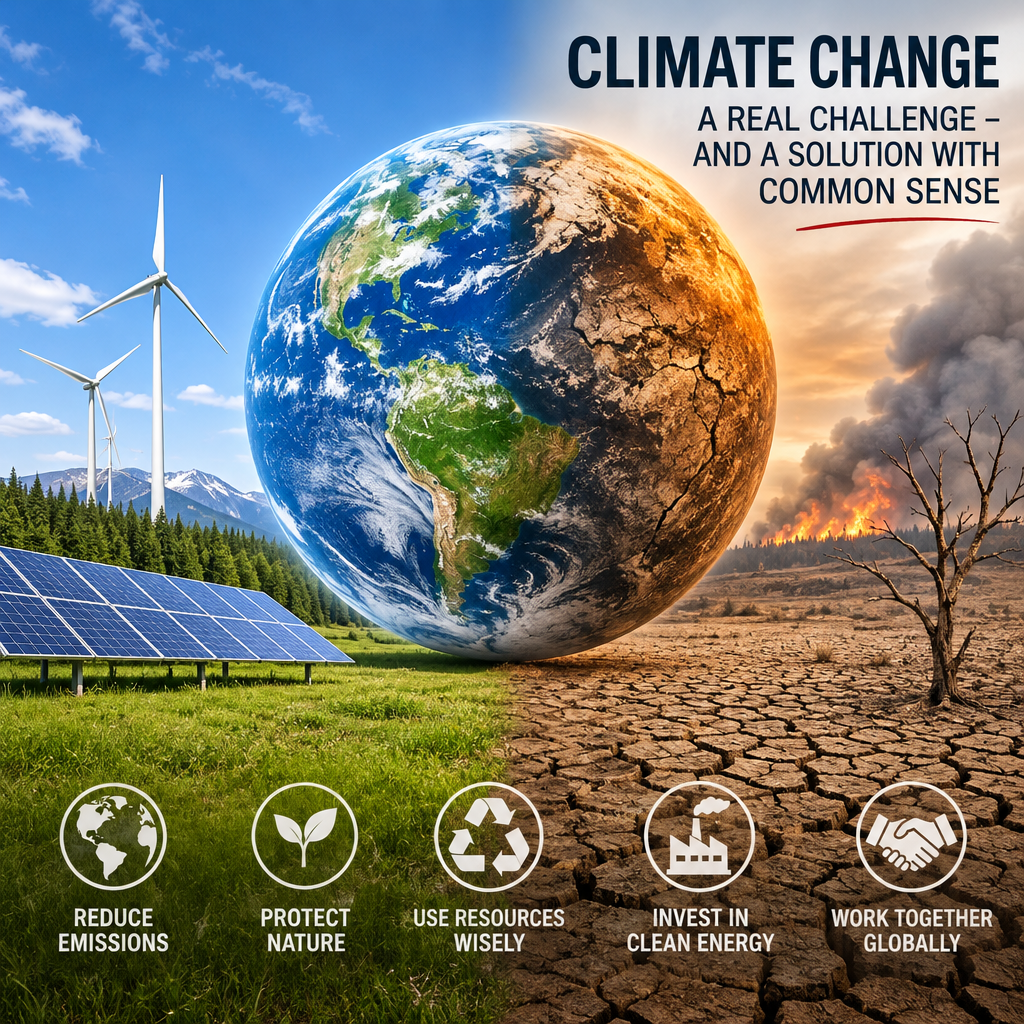 CLIMATE CHANGE
A REAL CHALLENGE –
AND A SOLUTION WITH
COMMON SENSE
REDUCE
EMISSIONS
PROTECT
NATURE
USE RESOURCES
WISELY
INVEST IN
CLEAN ENERGY
WORK TOGETHER
GLOBALLY